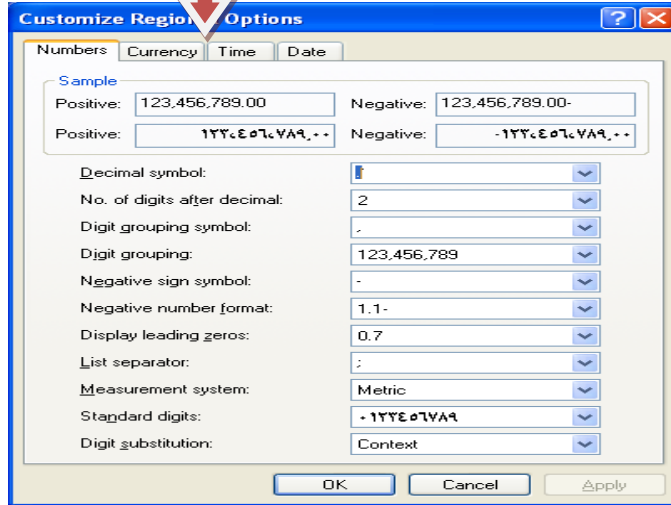 Customize Regional Options
Numbers Currency Time Date
Sample
Positive: 123,456,789.00 Negative: 123,456,789.00-
Positive: ١٢٣،٤٥٦،٧٨٩,٠٠ Negative: -١٢٣،٤٥٦،٧٨٩,٠٠
Decimal symbol:
No. of digits after decimal: 2
Digit grouping symbol: ,
Digit grouping: 123,456,789
Negative sign symbol: -
Negative number format: 1.1-
Display leading zeros: 0.7
List separator: ;
Measurement system: Metric
Standard digits: ٠١٢٣٤٥٦٧٨٩
Digit substitution: Context
OK Cancel Apply